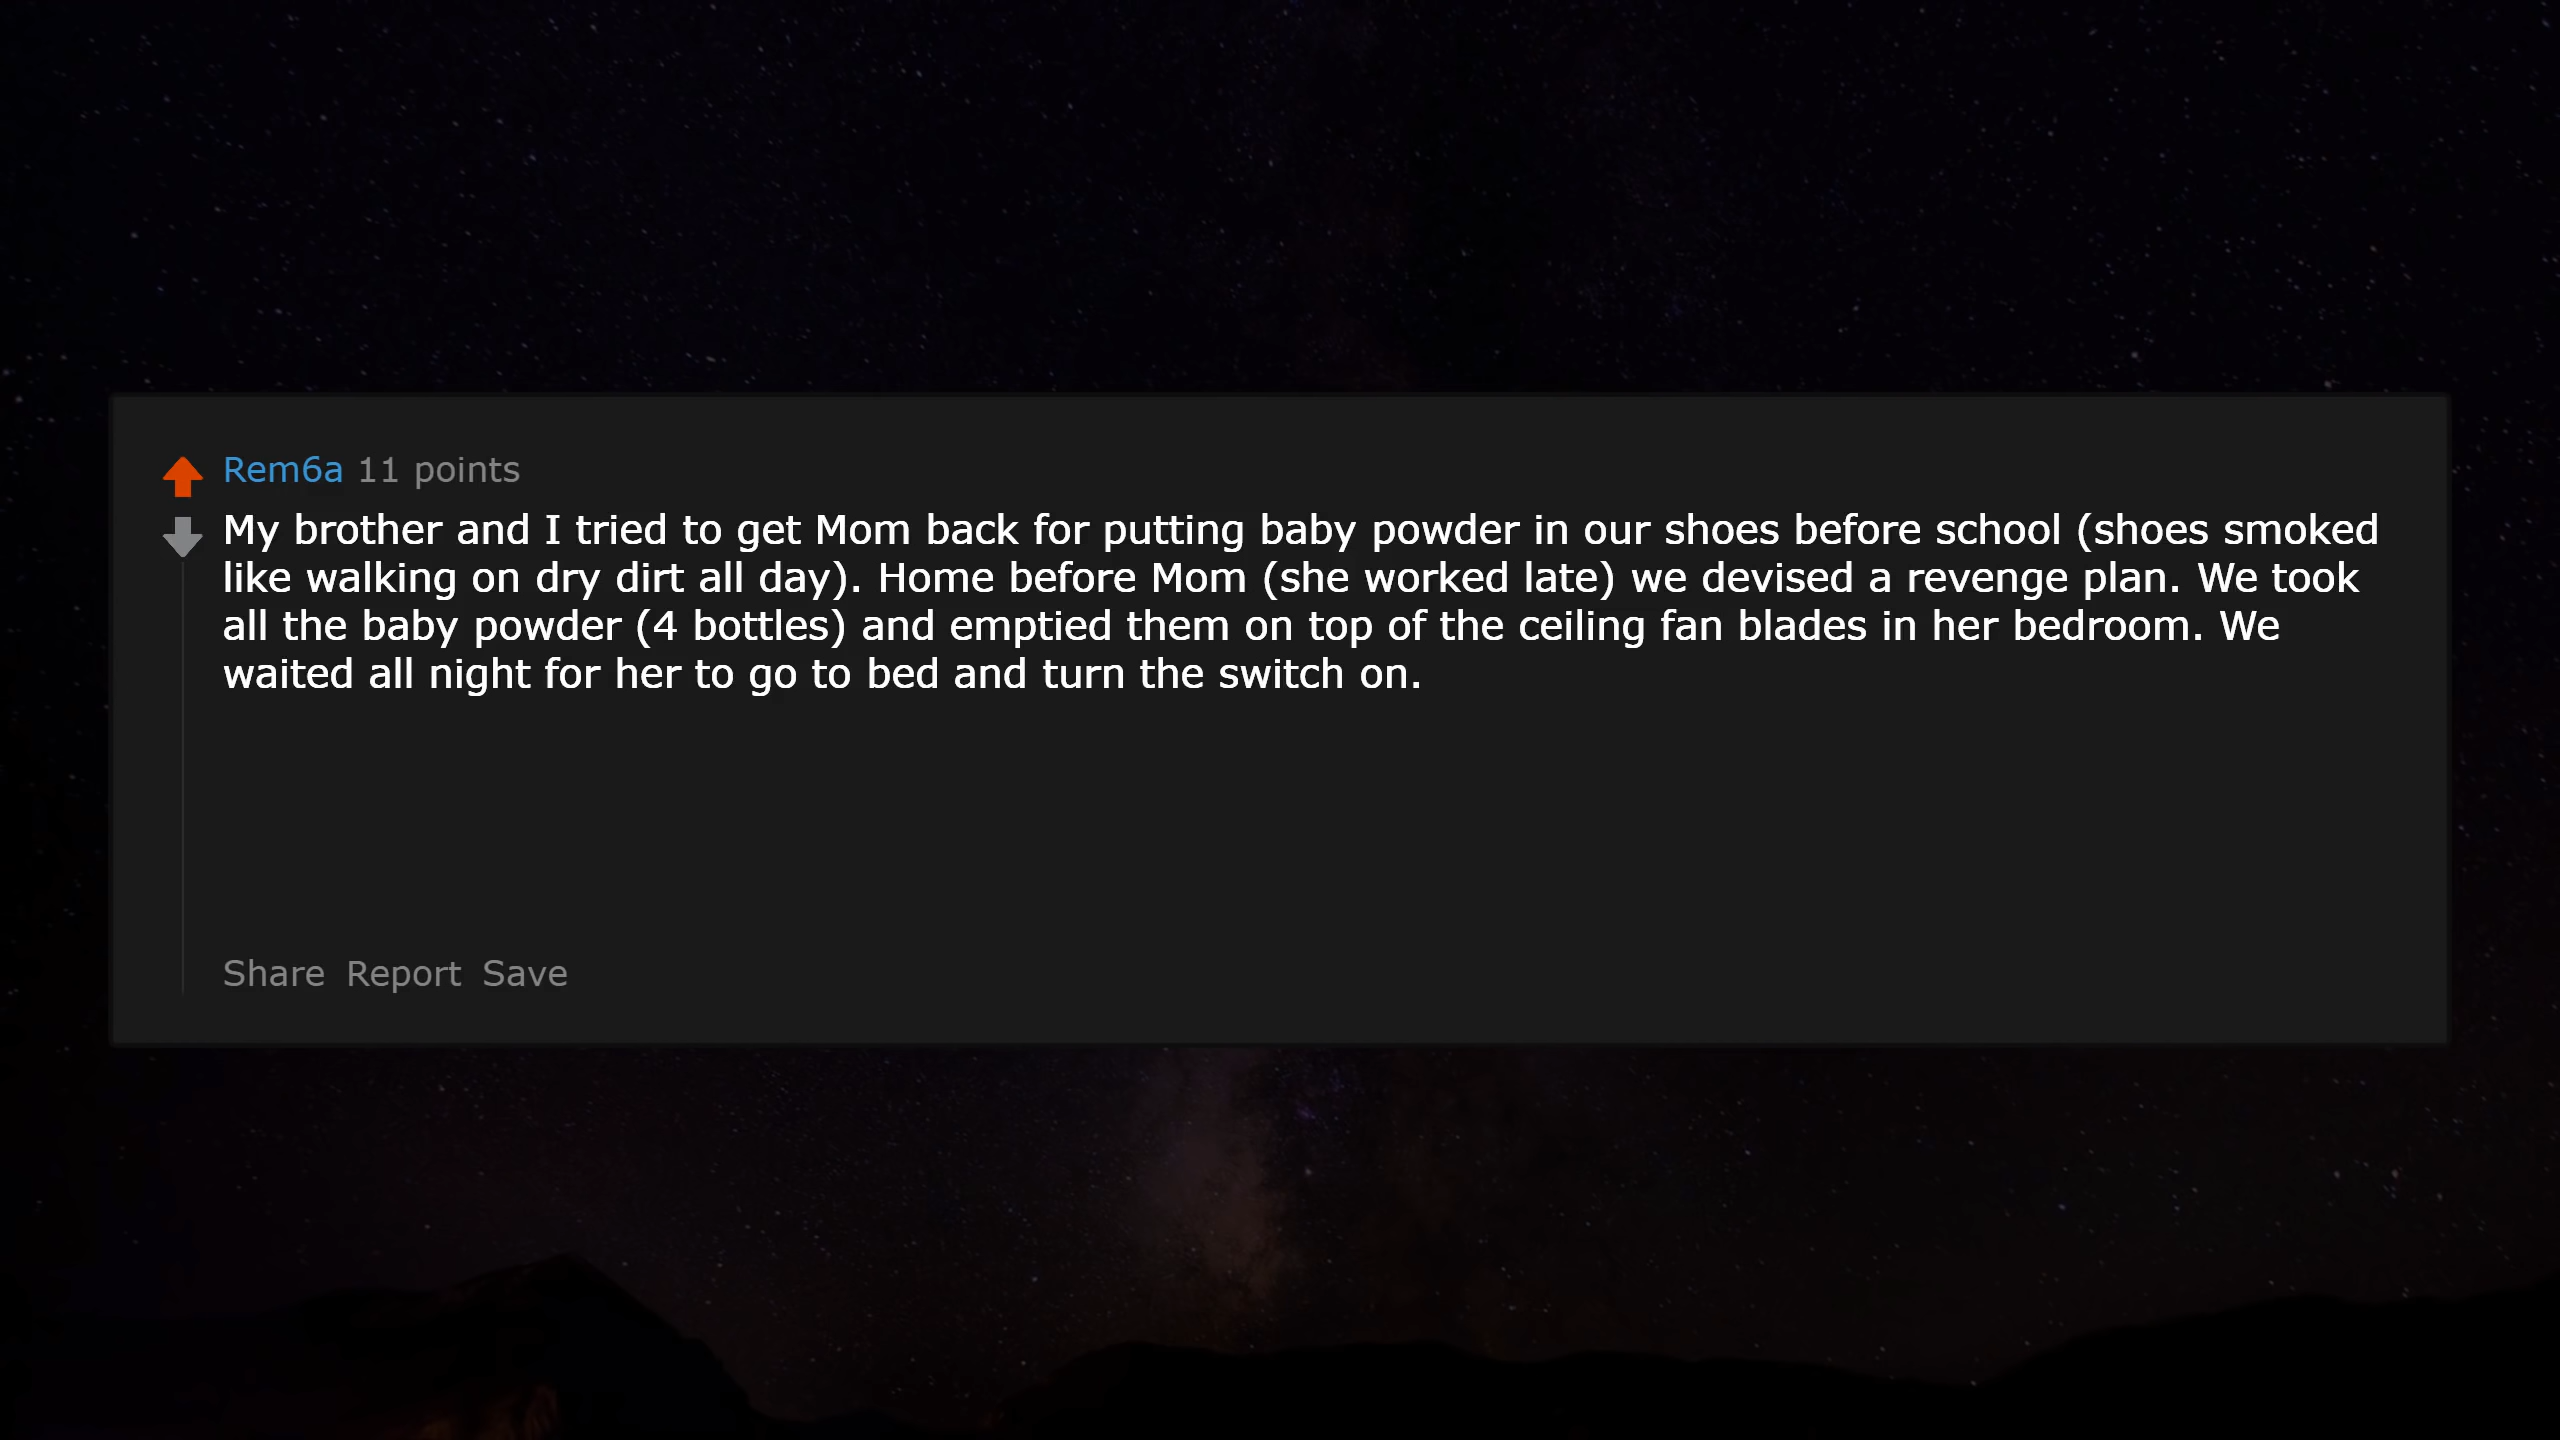 Rem6a 11 points
My brother and I tried to get Mom back for putting baby powder in our shoes before school (shoes smoked
like walking on dry dirt all day). Home before Mom (she worked late) we devised a revenge plan. We took
all the baby powder (4 bottles) and emptied them on top of the ceiling fan blades in her bedroom. We
waited all night for her to go to bed and turn the switch on.
Share Report Save